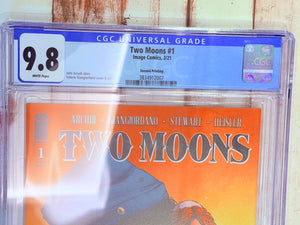 CGC UNIVERSAL GRADE
9.8
WHITE Pages
Two Moons #1
Image Comics, 3/21
Second Printing
3834912007
CGC
ARCUDI GIANGIORDANO STEWART HEISLER
1
TWO MOONS